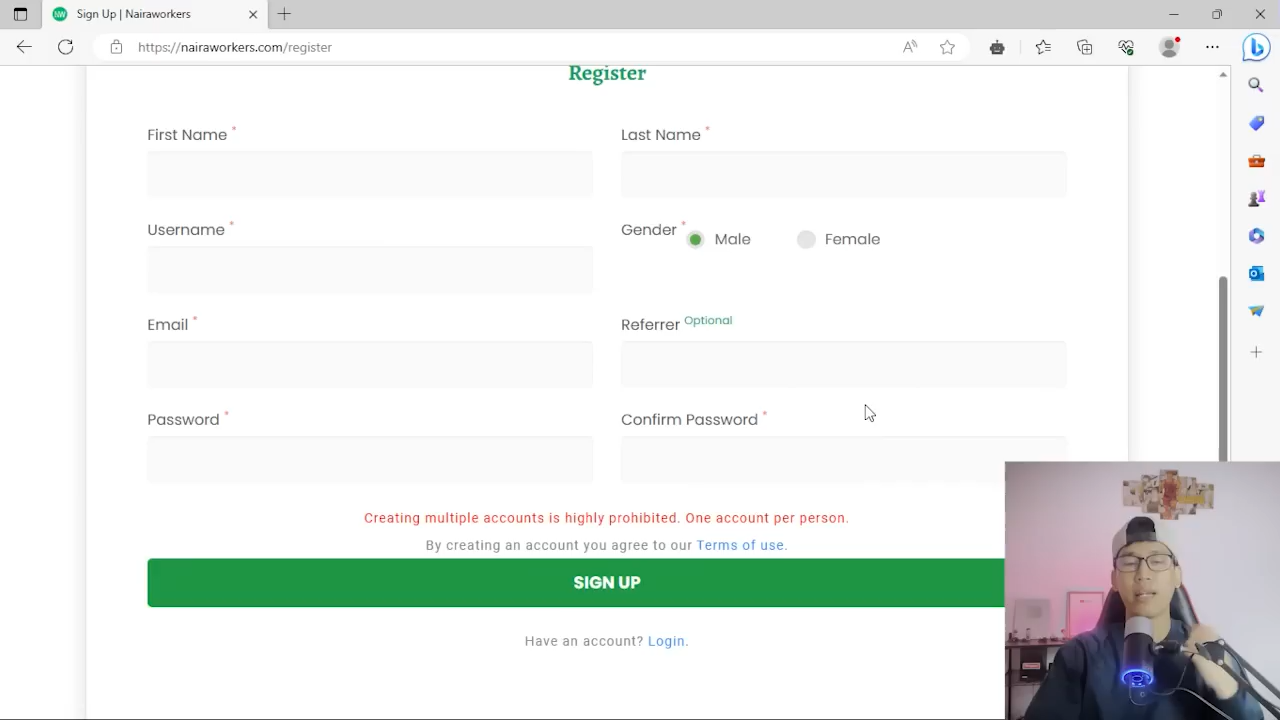 Sign Up | Nairaworkers
https://nairaworkers.com/register
Register
First Name *
Last Name *
Username *
Gender *
Male
Female
Email *
Referrer Optional
Password *
Confirm Password *
Creating multiple accounts is highly prohibited. One account per person.
By creating an account you agree to our Terms of use.
SIGN UP
Have an account? Login.